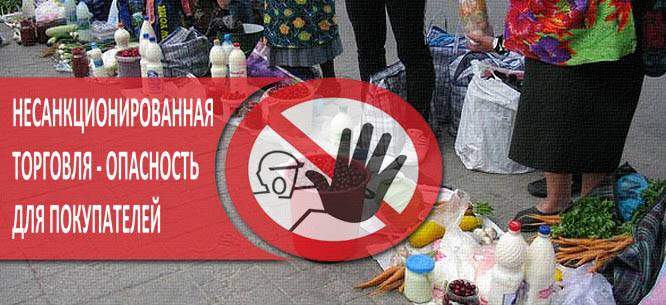 НЕСАНКЦИОНИРОВАННАЯ
ТОРГОВЛЯ - ОПАСНОСТЬ
ДЛЯ ПОКУПАТЕЛЕЙ